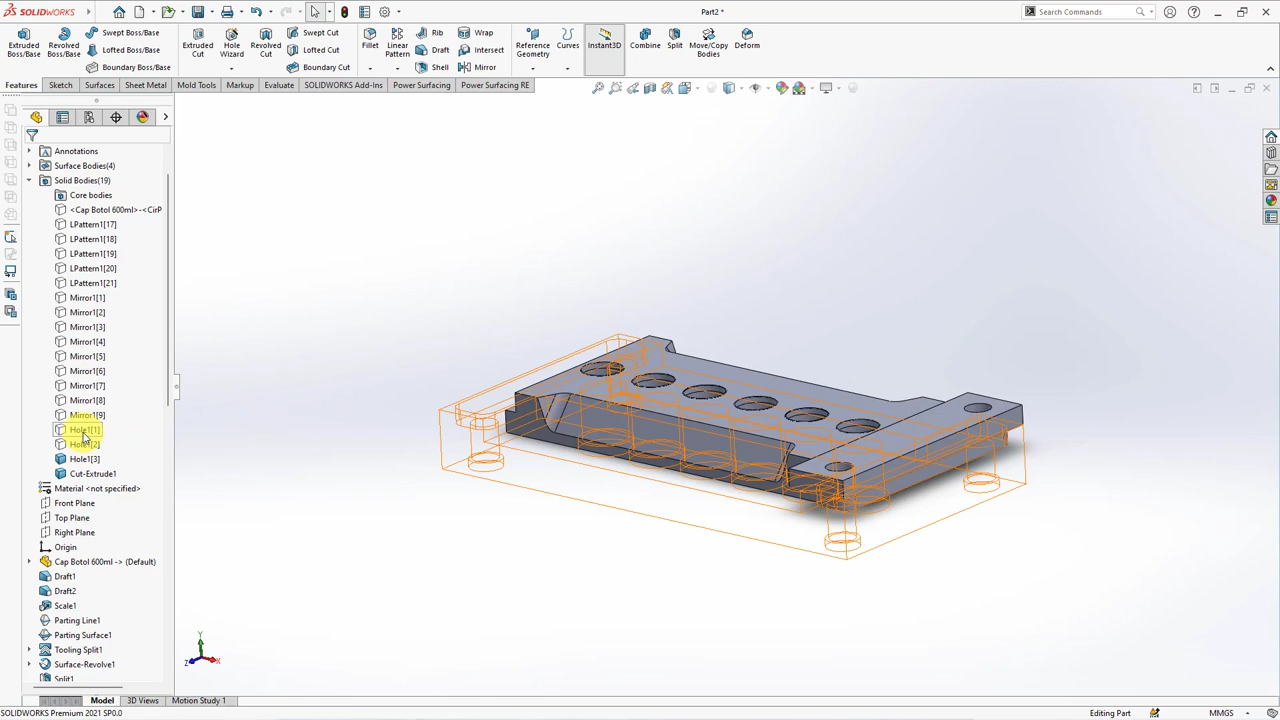 SOLIDWORKS
Part2 *
Search Commands
Extruded Boss/Base
Revolved Boss/Base
Swept Boss/Base
Lofted Boss/Base
Boundary Boss/Base
Extruded Cut
Hole Wizard
Revolved Cut
Swept Cut
Lofted Cut
Boundary Cut
Fillet
Linear Pattern
Rib
Draft
Shell
Wrap
Intersect
Mirror
Reference Geometry
Curves
Instant3D
Combine
Split
Move/Copy Bodies
Deform
Features
Sketch
Surfaces
Sheet Metal
Mold Tools
Markup
Evaluate
SOLIDWORKS Add-Ins
Power Surfacing
Power Surfacing RE
Annotations
Surface Bodies(4)
Solid Bodies(19)
Core bodies
<Cap Botol 600ml>-<CirP
LPattern1[17]
LPattern1[18]
LPattern1[19]
LPattern1[20]
LPattern1[21]
Mirror1[1]
Mirror1[2]
Mirror1[3]
Mirror1[4]
Mirror1[5]
Mirror1[6]
Mirror1[7]
Mirror1[8]
Mirror1[9]
Hole1[1]
Hole1[2]
Hole1[3]
Cut-Extrude1
Material <not specified>
Front Plane
Top Plane
Right Plane
Origin
Cap Botol 600ml -> (Default)
Draft1
Draft2
Scale1
Parting Line1
Parting Surface1
Tooling Split1
Surface-Revolve1
Split1
Y
Z
X
Model
3D Views
Motion Study 1
SOLIDWORKS Premium 2021 SP0.0
Editing Part
MMGS